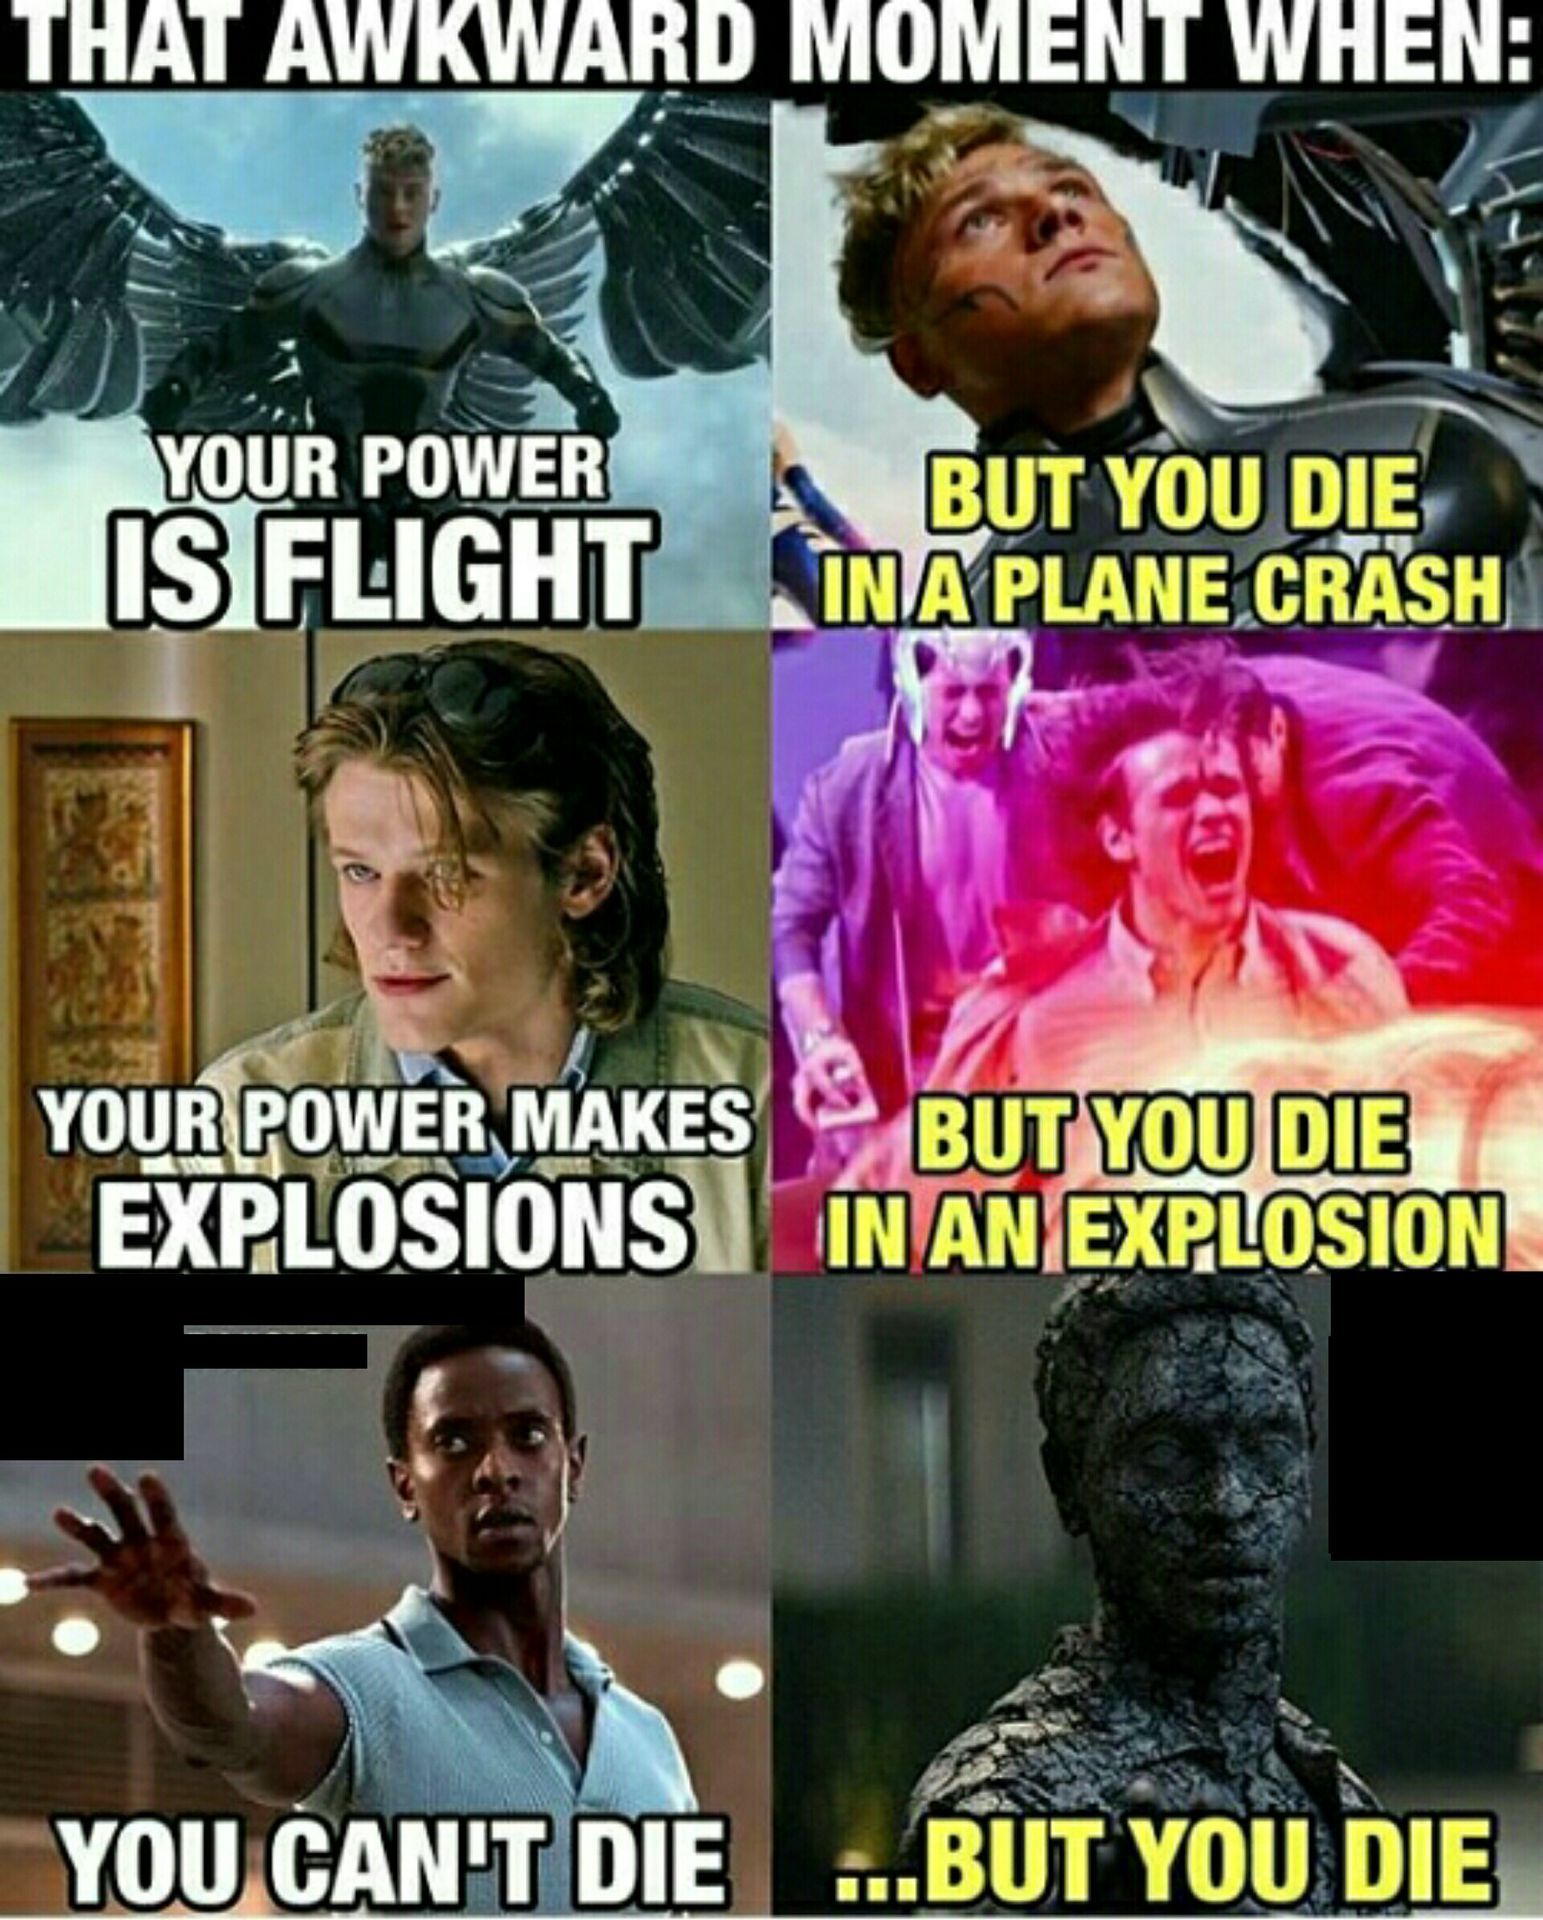 THAT AWKWARD MOMENT WHEN:
YOUR POWER
IS FLIGHT
BUT YOU DIE
IN A PLANE CRASH
YOUR POWER MAKES
EXPLOSIONS
BUT YOU DIE
IN AN EXPLOSION
YOU CAN'T DIE
...BUT YOU DIE